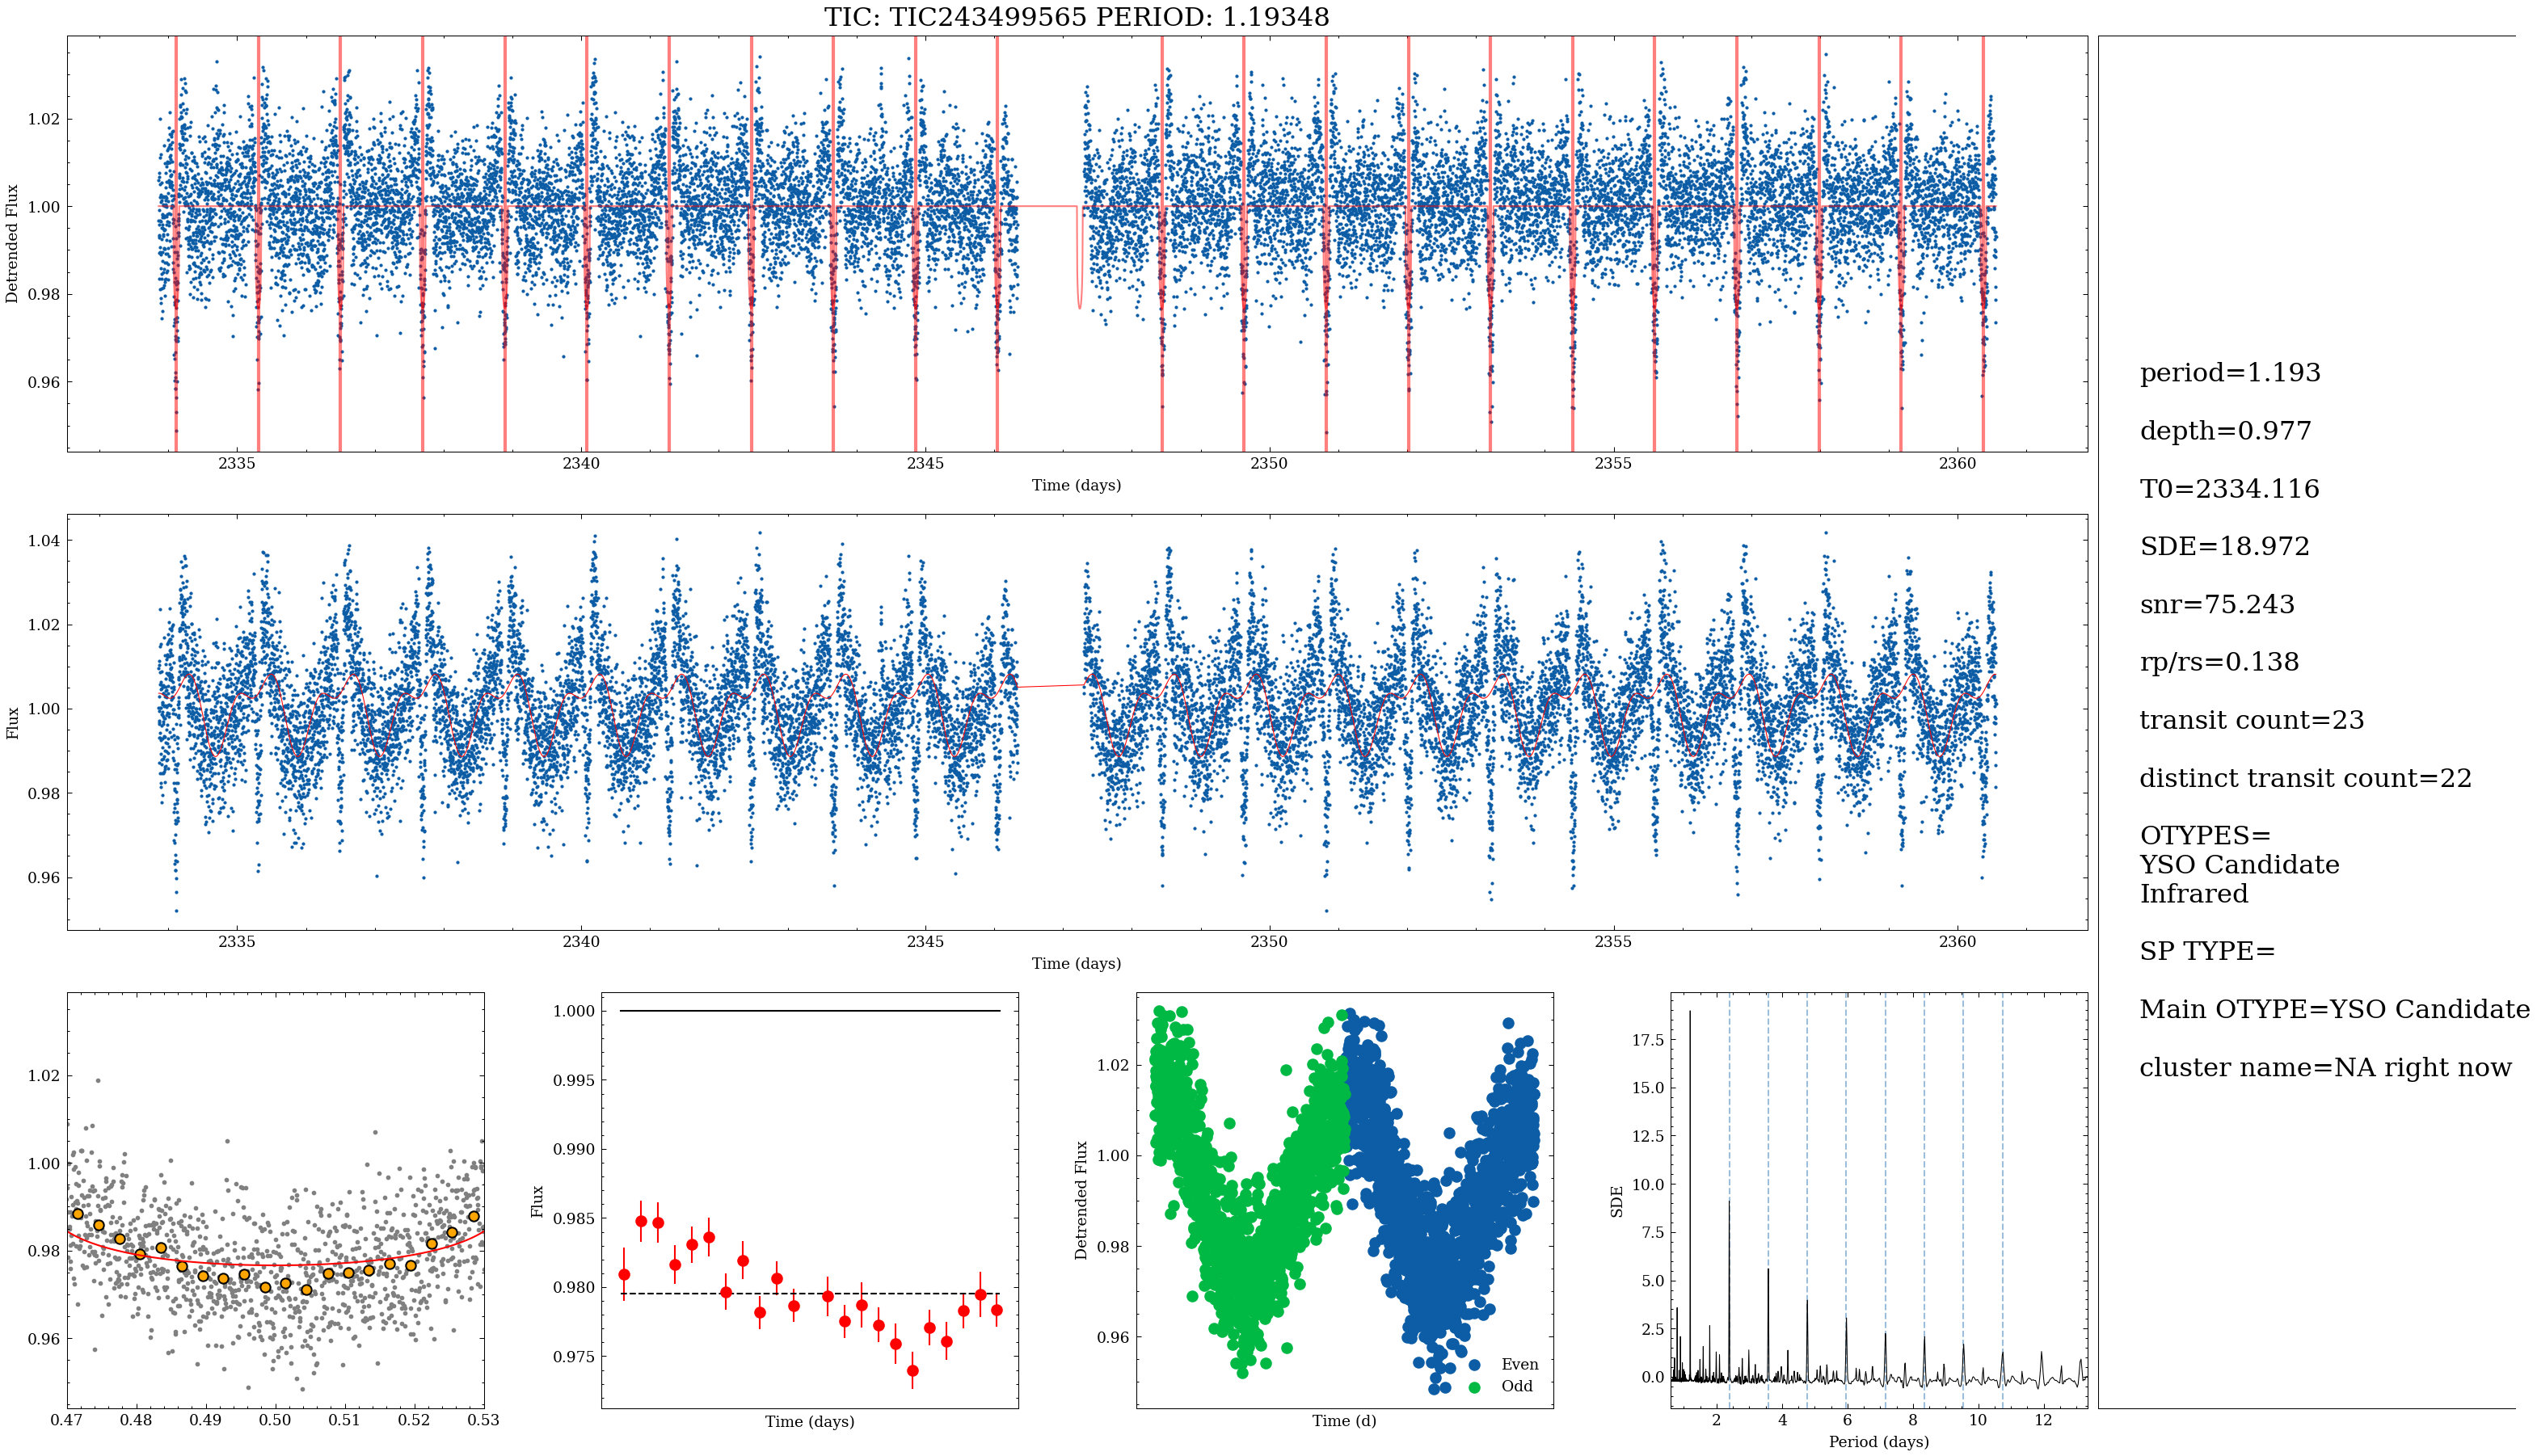 TIC: TIC243499565 PERIOD: 1.19348
Detrended Flux
1.02
1.00
0.98
0.96
2335
2340
2345
2350
2355
2360
Time (days)
Flux
1.04
1.02
1.00
0.98
0.96
2335
2340
2345
2350
2355
2360
Time (days)
1.02
1.00
0.98
0.96
0.47
0.48
0.49
0.50
0.51
0.52
0.53
Flux
1.000
0.995
0.990
0.985
0.980
0.975
Time (days)
Detrended Flux
1.02
1.00
0.98
0.96
Even
Odd
Time (d)
SDE
17.5
15.0
12.5
10.0
7.5
5.0
2.5
0.0
2
4
6
8
10
12
Period (days)
period=1.193
depth=0.977
T0=2334.116
SDE=18.972
snr=75.243
rp/rs=0.138
transit count=23
distinct transit count=22
OTYPES=
YSO Candidate
Infrared
SP TYPE=
Main OTYPE=YSO Candidate
cluster name=NA right now